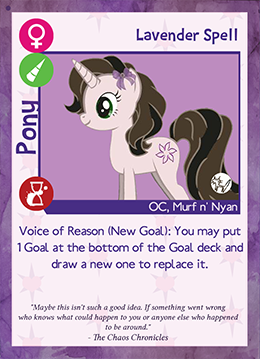 Lavender Spell
Pony
OC, Murf n' Nyan
Voice of Reason (New Goal): You may put
1 Goal at the bottom of the Goal deck and
draw a new one to replace it.
"Maybe this isn't such a good idea. If something went wrong
who knows what could happen to you or anyone else who happened
to be around."
- The Chaos Chronicles